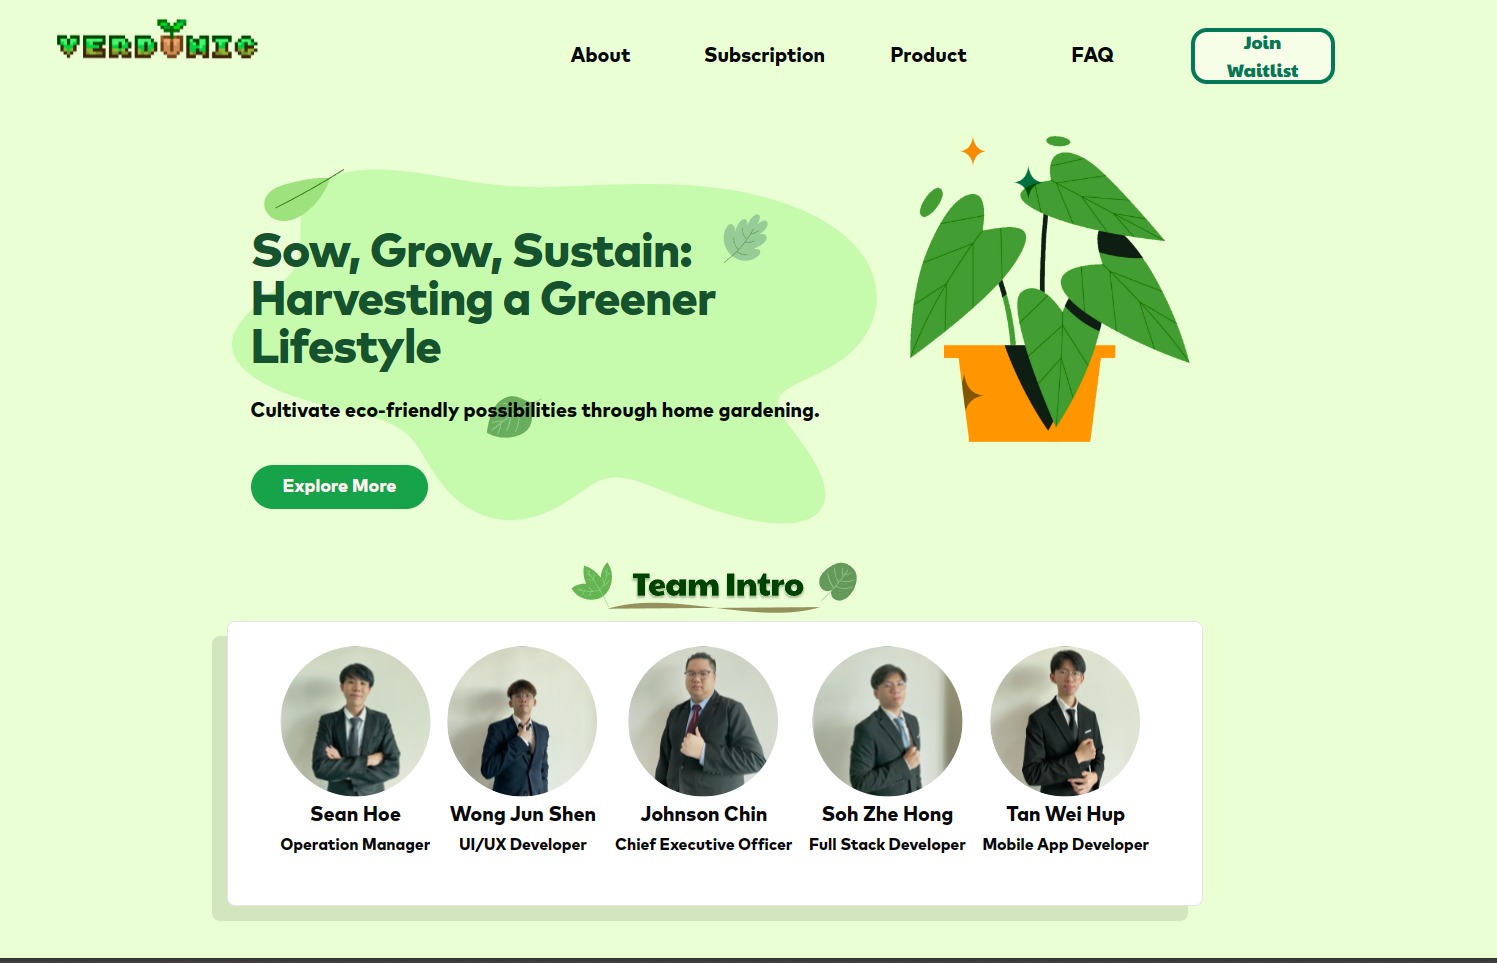 VERDUNIC
About
Subscription
Product
FAQ
Join
Waitlist
Sow, Grow, Sustain:
Harvesting a Greener
Lifestyle
Cultivate eco-friendly possibilities through home gardening.
Explore More
Team Intro
Sean Hoe
Operation Manager
Wong Jun Shen
UI/UX Developer
Johnson Chin
Chief Executive Officer
Soh Zhe Hong
Full Stack Developer
Tan Wei Hup
Mobile App Developer